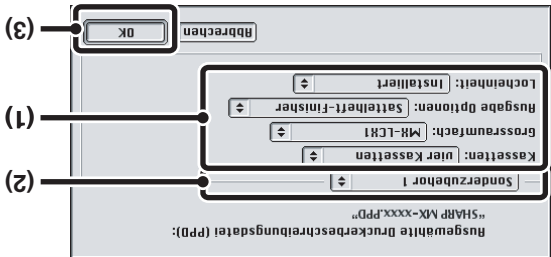 Ausgewählte Druckerbeschreibungsdatei (PPD):
"SHARP MX-xxxx.PPD"
Sonderzubehör 1
(2)
Kassetten: Vier Kassetten
Grossraumfach: MX-LCX1
(1)
Ausgabe Optionen: Sattelheft-Finisher
Locheinheit: Installiert
Abbrechen
OK
(3)